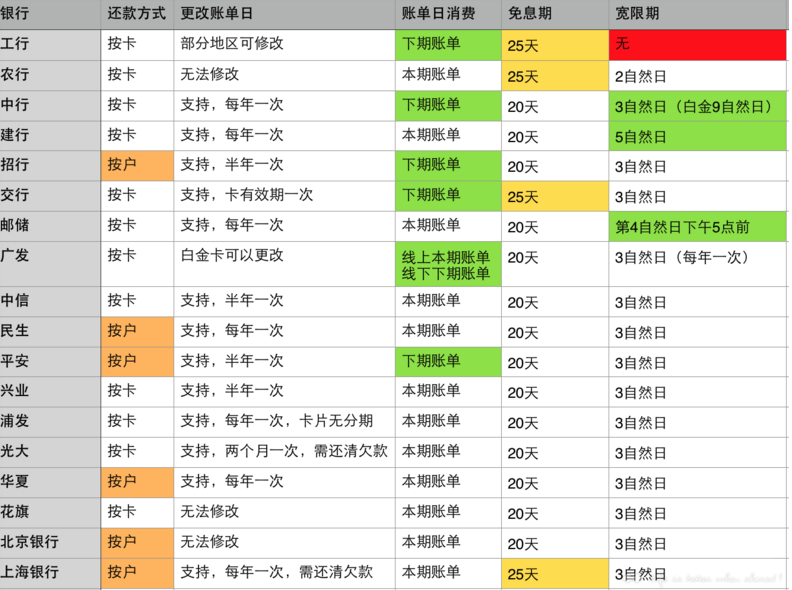 银行 还款方式 更改账单日 账单日消费 免息期 宽限期
工行 按卡 部分地区可修改 下期账单 25天 无
农行 按卡 无法修改 本期账单 25天 2自然日
中行 按卡 支持，每年一次 下期账单 20天 3自然日（白金9自然日）
建行 按卡 支持，每年一次 本期账单 20天 5自然日
招行 按户 支持，半年一次 下期账单 20天 3自然日
交行 按卡 支持，卡有效期一次 下期账单 25天 3自然日
邮储 按卡 支持，每年一次 本期账单 20天 第4自然日下午5点前
广发 按卡 白金卡可以更改 线上本期账单 20天 3自然日（每年一次）
线下下期账单
中信 按卡 支持，半年一次 本期账单 20天 3自然日
民生 按户 支持，每年一次 本期账单 20天 3自然日
平安 按户 支持，半年一次 下期账单 20天 3自然日
兴业 按卡 支持，半年一次 本期账单 20天 3自然日
浦发 按卡 支持，每年一次，卡片无分期 本期账单 20天 3自然日
光大 按卡 支持，两个月一次，需还清欠款 本期账单 20天 3自然日
华夏 按户 支持，每年一次 本期账单 20天 3自然日
花旗 按卡 无法修改 本期账单 20天 3自然日
北京银行 按户 无法修改 本期账单 20天 3自然日
上海银行 按户 支持，每年一次，需还清欠款 本期账单 25天 3自然日